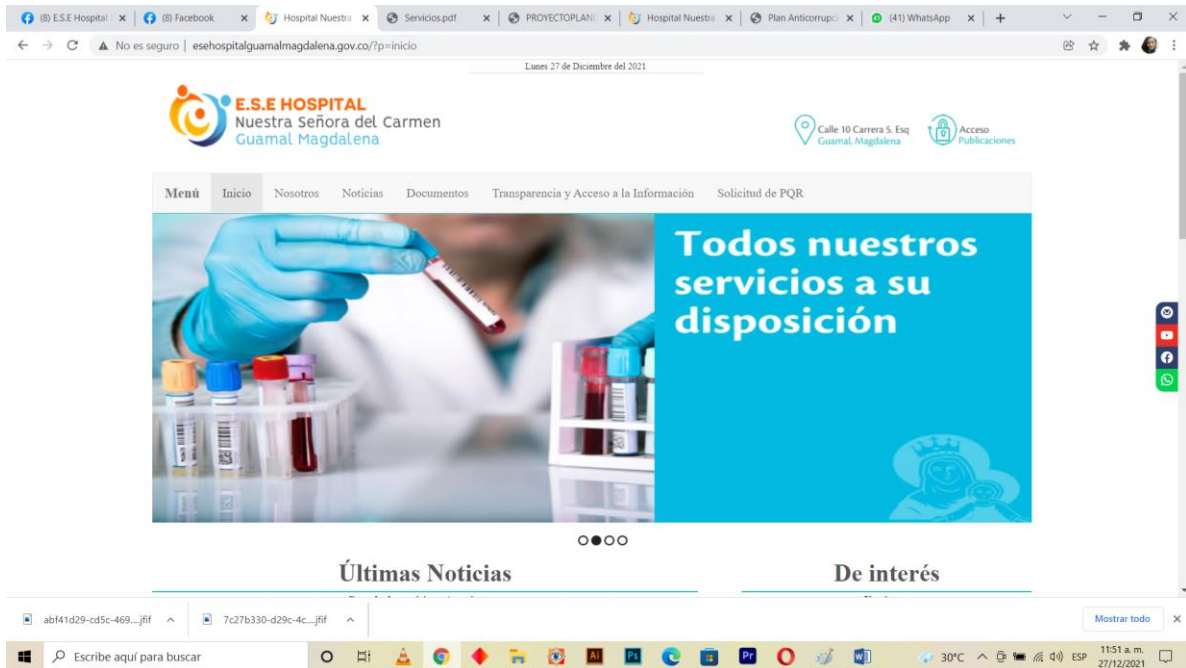 (8) E.S.E Hospital
(8) Facebook
Hospital Nuestra
Servicios.pdf
PROYECTOPLAN
Hospital Nuestra
Plan Anticorrupci
(41) WhatsApp
No es seguro | esehospitalguamalmagdalena.gov.co/?p=inicio
Lunes 27 de Diciembre del 2021
E.S.E HOSPITAL
Nuestra Señora del Carmen
Guamal Magdalena
Calle 10 Carrera 5. Esq
Guamal, Magdalena
Acceso
Publicaciones
Menú Inicio Nosotros Noticias Documentos Transparencia y Acceso a la Información Solicitud de PQR
Todos nuestros
servicios a su
disposición
Últimas Noticias
De interés
abf41d29-cd5c-469....jfif
7c27b330-d29c-4c....jfif
Mostrar todo
Escribe aquí para buscar
Ai
Ps
Pr
30°C
ESP
11:51 a. m.
27/12/2021